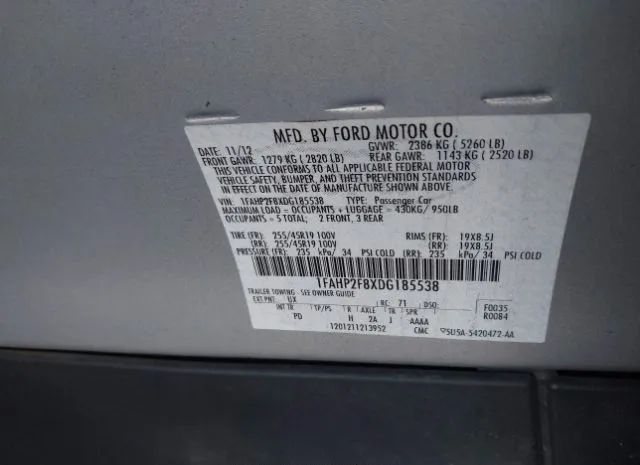 MFD. BY FORD MOTOR CO.
DATE: 11/12 GVWR: 2386 KG ( 5260 LB)
FRONT GAWR: 1279 KG ( 2820 LB) REAR GAWR: 1143 KG ( 2520 LB)
THIS VEHICLE CONFORMS TO ALL APPLICABLE FEDERAL MOTOR
VEHICLE SAFETY, BUMPER, AND THEFT PREVENTION STANDARDS
IN EFFECT ON THE DATE OF MANUFACTURE SHOWN ABOVE.
VIN: 1FAHP2F8XDG185538 TYPE: Passenger Car
MAXIMUM LOAD = OCCUPANTS + LUGGAGE = 430KG / 950LB
OCCUPANTS = 5 TOTAL, 2 FRONT, 3 REAR
TIRE (FR): 255/45R19 100V RIMS (FR): 19X8.5J
(RR): 255/45R19 100V (RR): 19X8.5J
PRESSURE (FR): 235 kPa/ 34 PSI COLD (RR): 235 kPa/ 34 PSI COLD
1FAHP2F8XDG185538
TRAILER TOWING - SEE OWNER GUIDE
EXT PNT: UX RC: 71 DSO: F0035
INT TR TP/PS R AXLE TR SPR R0084
PD H 2A J AAAA
1201211213952 CMC 5U5A-5420472-AA